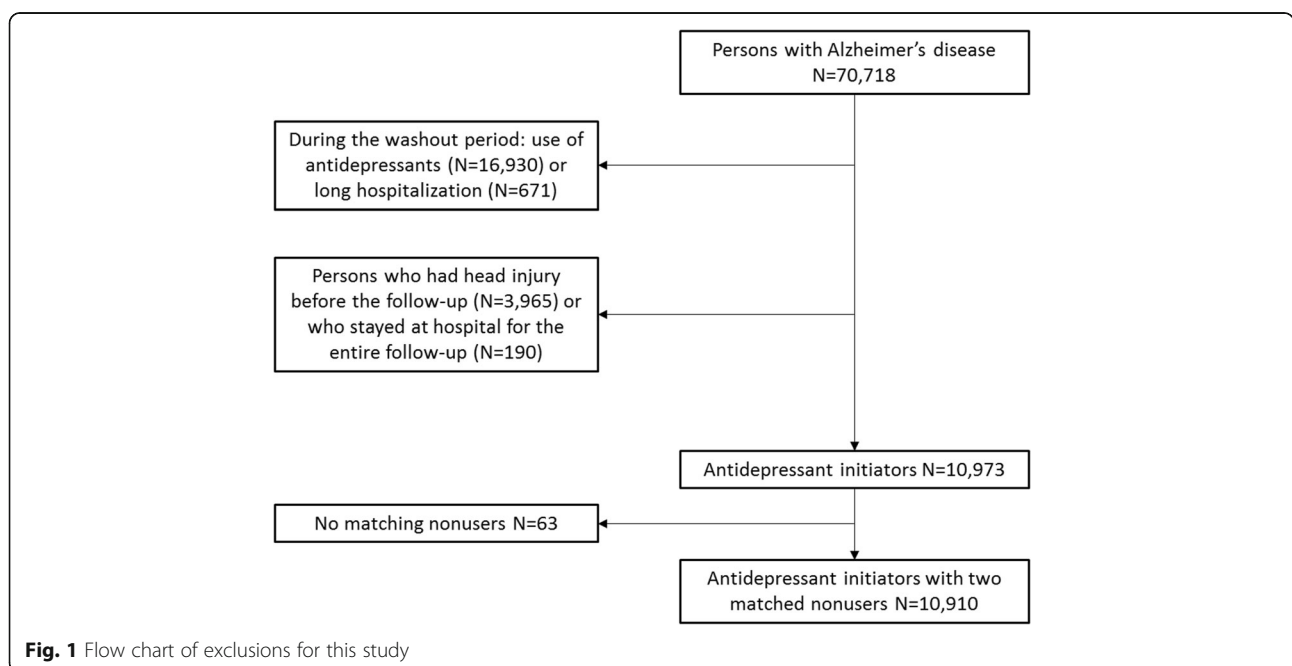 Persons with Alzheimer's disease
N=70,718
During the washout period: use of
antidepressants (N=16,930) or
long hospitalization (N=671)
Persons who had head injury
before the follow-up (N=3,965) or
who stayed at hospital for the
entire follow-up (N=190)
Antidepressant initiators N=10,973
No matching nonusers N=63
Antidepressant initiators with two
matched nonusers N=10,910
Fig. 1 Flow chart of exclusions for this study